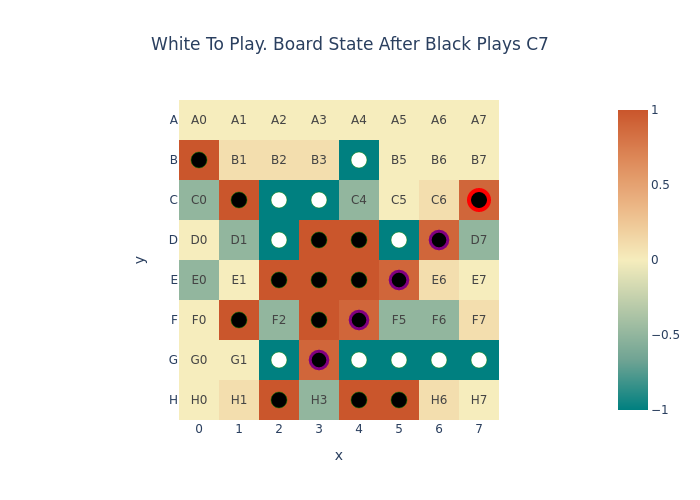 White To Play. Board State After Black Plays C7
A A0 A1 A2 A3 A4 A5 A6 A7
B B1 B2 B3 B5 B6 B7
C C0 C4 C5 C6
D D0 D1 D7
E E0 E1 E6 E7
F F0 F2 F5 F6 F7
G G0 G1
H H0 H1 H3 H6 H7
0 1 2 3 4 5 6 7
x
y
1
0.5
0
−0.5
−1